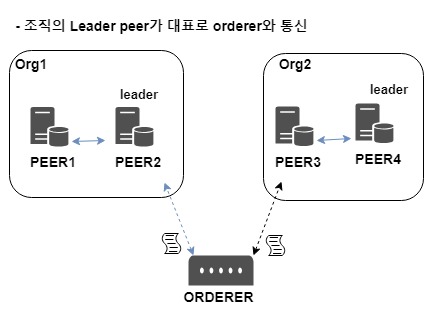 - 조직의 Leader peer가 대표로 orderer와 통신
Org1
Org2
leader
leader
PEER1
PEER2
PEER3
PEER4
ORDERER